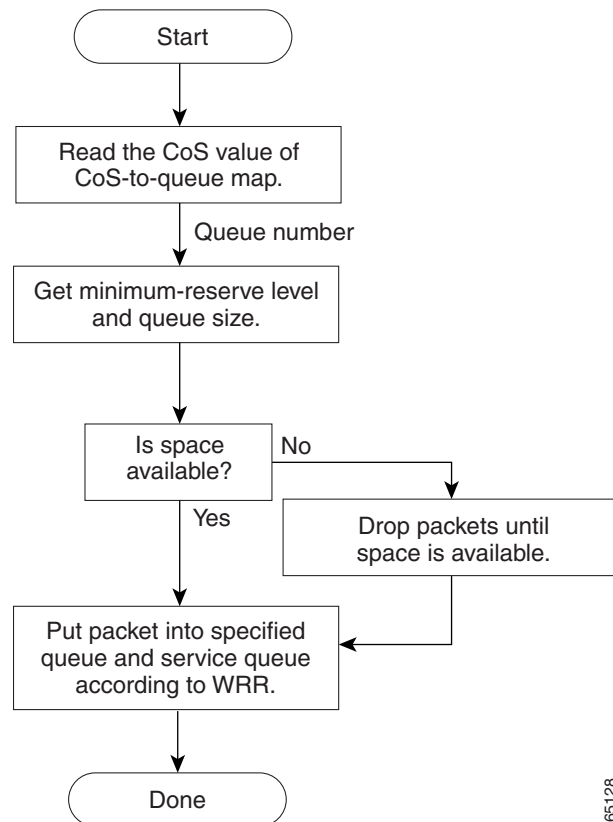 Start
Read the CoS value of
CoS-to-queue map.
Queue number
Get minimum-reserve level
and queue size.
Is space
available?
No
Yes
Drop packets until
space is available.
Put packet into specified
queue and service queue
according to WRR.
Done
65128